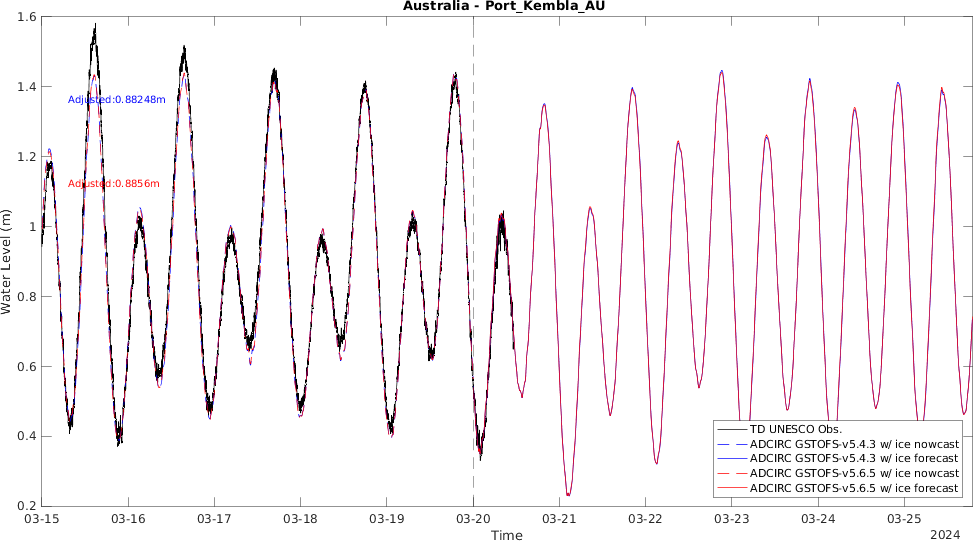 Australia - Port_Kembla_AU
1.6
1.4
1.2
1
0.8
0.6
0.4
0.2
Water Level (m)
Adjusted:0.88248m
Adjusted:0.8856m
TD UNESCO Obs.
ADCIRC GSTOFS-v5.4.3 w/ ice nowcast
ADCIRC GSTOFS-v5.4.3 w/ ice forecast
ADCIRC GSTOFS-v5.6.5 w/ ice nowcast
ADCIRC GSTOFS-v5.6.5 w/ ice forecast
03-15 03-16 03-17 03-18 03-19 03-20 03-21 03-22 03-23 03-24 03-25
Time
2024